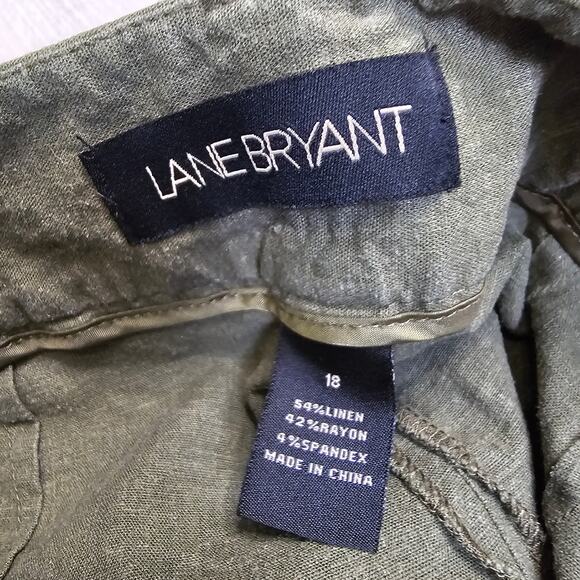 LANE BRYANT
18
54%LINEN
42%RAYON
4%SPANDEX
MADE IN CHINA